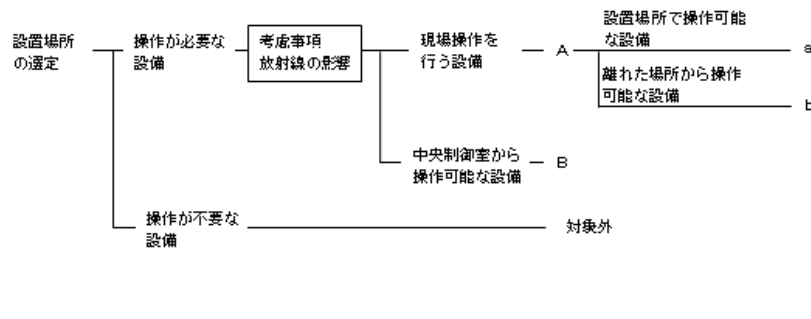 設置場所
の選定
操作が必要な
設備
考慮事項
放射線の影響
現場操作を
行う設備
A
設置場所で操作可能
な設備
a
離れた場所から操作
可能な設備
b
中央制御室から
操作可能な設備
B
操作が不要な
設備
対象外